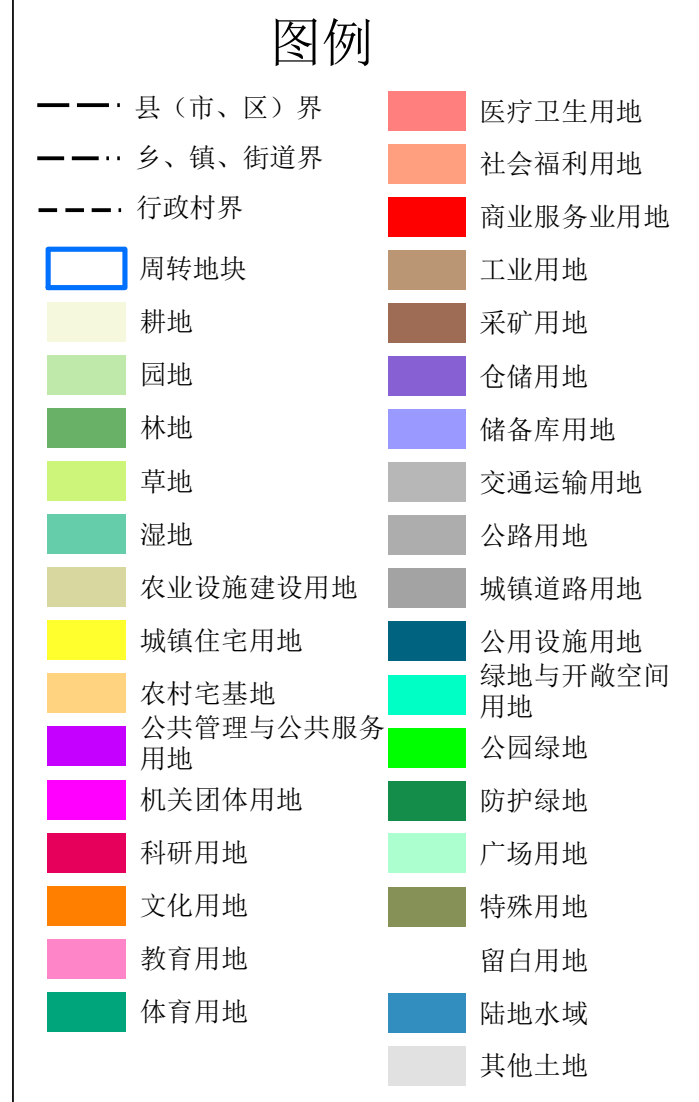 图例
县（市、区）界
乡、镇、街道界
行政村界
周转地块
耕地
园地
林地
草地
湿地
农业设施建设用地
城镇住宅用地
农村宅基地
公共管理与公共服务
用地
机关团体用地
科研用地
文化用地
教育用地
体育用地
医疗卫生用地
社会福利用地
商业服务业用地
工业用地
采矿用地
仓储用地
储备库用地
交通运输用地
公路用地
城镇道路用地
公用设施用地
绿地与开敞空间
用地
公园绿地
防护绿地
广场用地
特殊用地
留白用地
陆地水域
其他土地